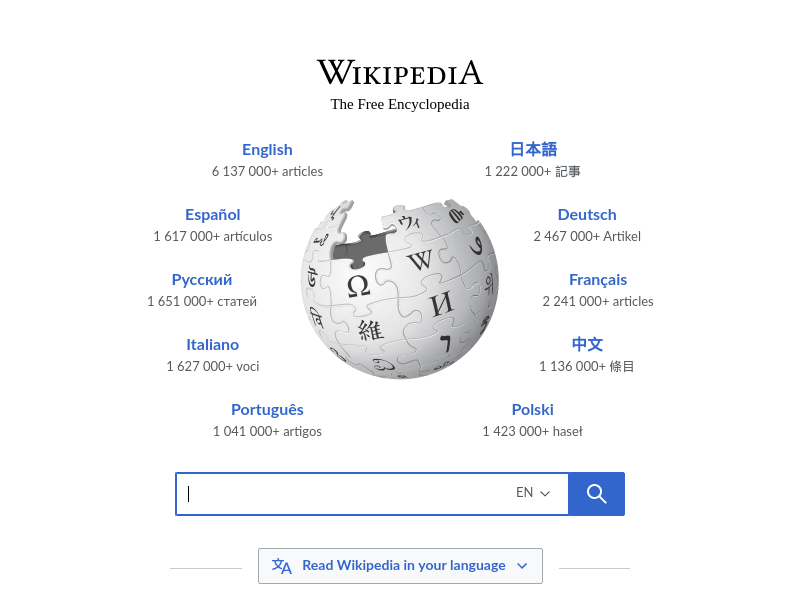 WIKIPEDIA
The Free Encyclopedia
English
6 137 000+ articles
日本語
1 222 000+ 記事
Español
1 617 000+ artículos
Deutsch
2 467 000+ Artikel
Русский
1 651 000+ статей
Français
2 241 000+ articles
Italiano
1 627 000+ voci
中文
1 136 000+ 條目
Português
1 041 000+ artigos
Polski
1 423 000+ haseł
ウィ
W
Ω
И
維
EN
Read Wikipedia in your language